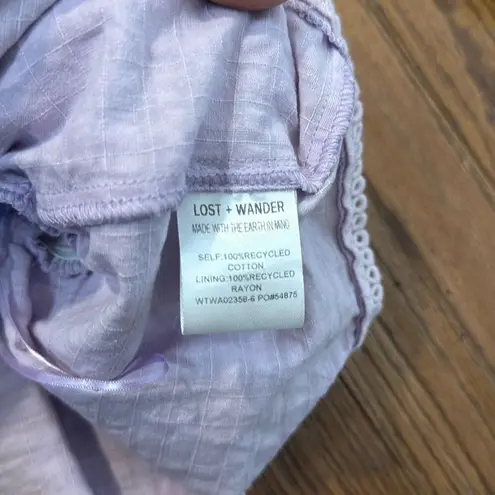 LOST + WANDER
MADE WITH THE EARTH IN MIND
SELF:100%RECYCLED
COTTON
LINING:100%RECYCLED
RAYON
WTWA02358-6 PO#54875